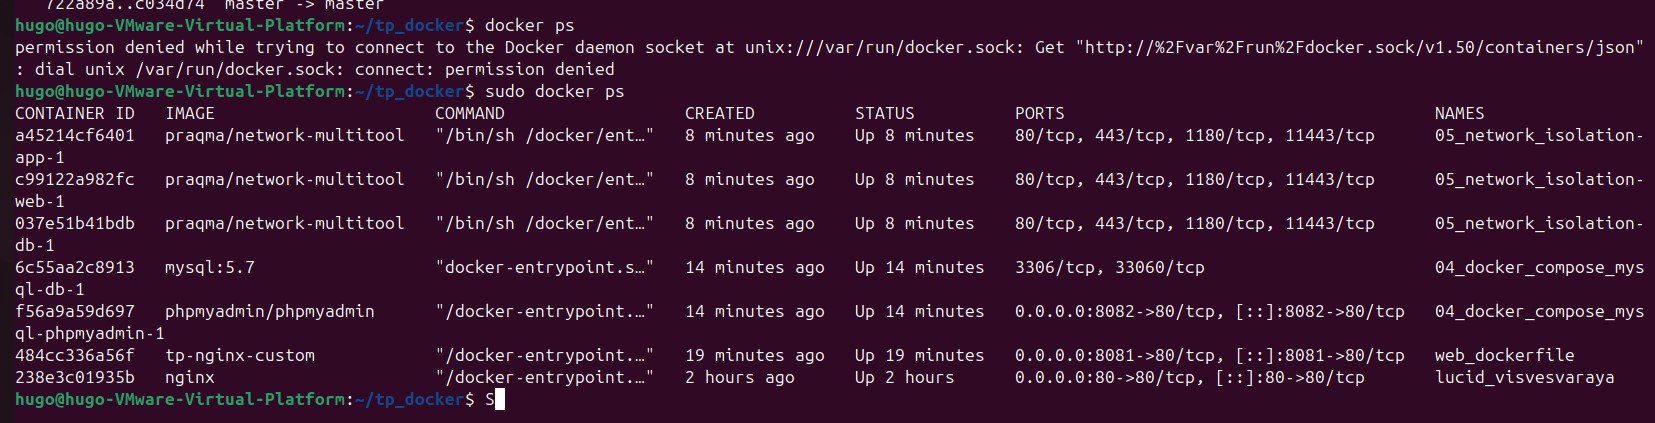 722a89a..c034d74  master -> master
hugo@hugo-VMware-Virtual-Platform:~/tp_docker$ docker ps
permission denied while trying to connect to the Docker daemon socket at unix:///var/run/docker.sock: Get "http://%2Fvar%2Frun%2Fdocker.sock/v1.50/containers/json"
: dial unix /var/run/docker.sock: connect: permission denied
hugo@hugo-VMware-Virtual-Platform:~/tp_docker$ sudo docker ps
CONTAINER ID   IMAGE                      COMMAND                  CREATED          STATUS          PORTS                                     NAMES
a45214cf6401   praqma/network-multitool   "/bin/sh /docker/ent…"   8 minutes ago    Up 8 minutes    80/tcp, 443/tcp, 1180/tcp, 11443/tcp      05_network_isolation-
app-1
c99122a982fc   praqma/network-multitool   "/bin/sh /docker/ent…"   8 minutes ago    Up 8 minutes    80/tcp, 443/tcp, 1180/tcp, 11443/tcp      05_network_isolation-
web-1
037e51b41bdb   praqma/network-multitool   "/bin/sh /docker/ent…"   8 minutes ago    Up 8 minutes    80/tcp, 443/tcp, 1180/tcp, 11443/tcp      05_network_isolation-
db-1
6c55aa2c8913   mysql:5.7                  "docker-entrypoint.s…"   14 minutes ago   Up 14 minutes   3306/tcp, 33060/tcp                       04_docker_compose_mys
ql-db-1
f56a9a59d697   phpmyadmin/phpmyadmin      "/docker-entrypoint.…"   14 minutes ago   Up 14 minutes   0.0.0.0:8082->80/tcp, [::]:8082->80/tcp   04_docker_compose_mys
ql-phpmyadmin-1
484cc336a56f   tp-nginx-custom            "/docker-entrypoint.…"   19 minutes ago   Up 19 minutes   0.0.0.0:8081->80/tcp, [::]:8081->80/tcp   web_dockerfile
238e3c01935b   nginx                      "/docker-entrypoint.…"   2 hours ago      Up 2 hours      0.0.0.0:80->80/tcp, [::]:80->80/tcp       lucid_visvesvaraya
hugo@hugo-VMware-Virtual-Platform:~/tp_docker$ S